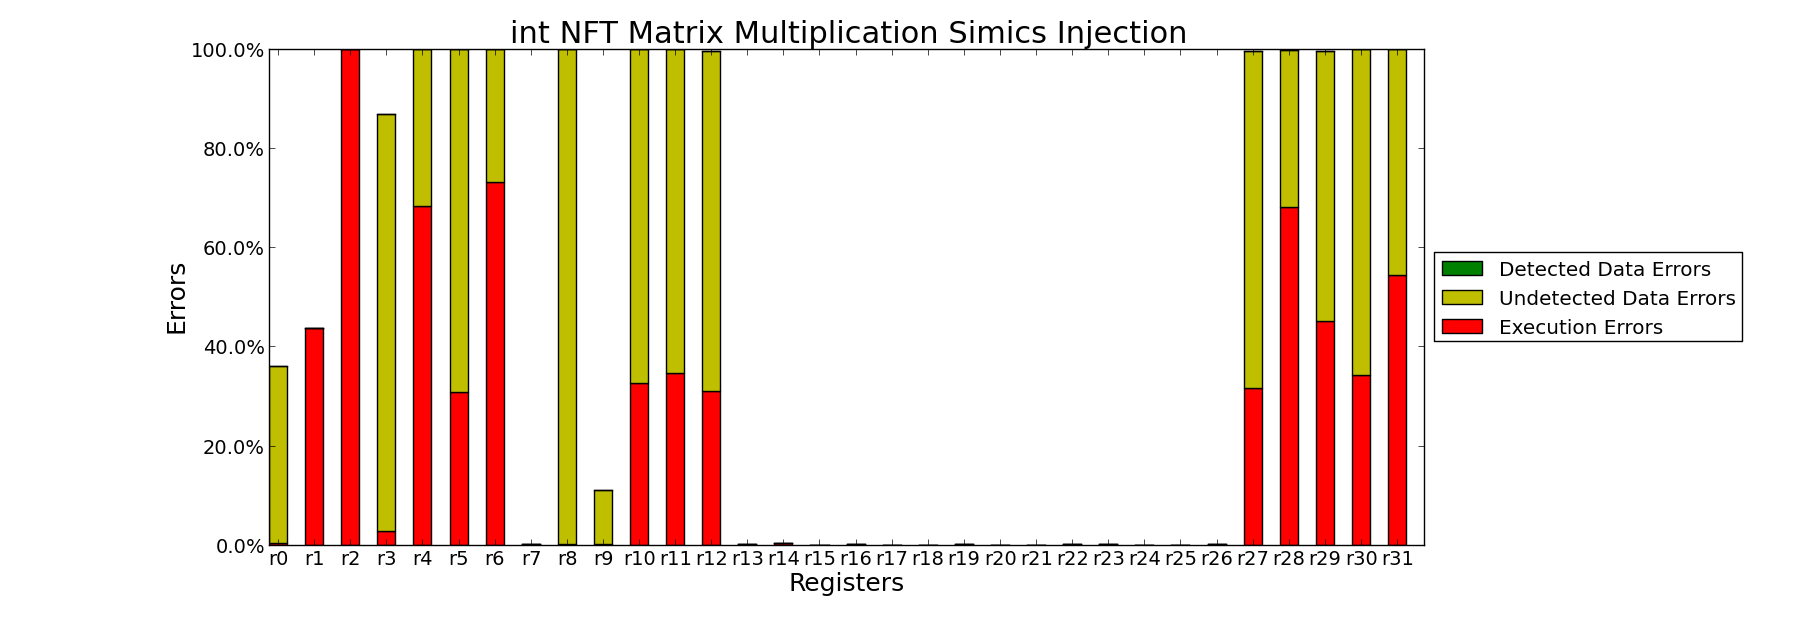 int NFT Matrix Multiplication Simics Injection
100.0%
80.0%
60.0%
40.0%
20.0%
0.0%
Errors
r0 r1 r2 r3 r4 r5 r6 r7 r8 r9 r10 r11 r12 r13 r14 r15 r16 r17 r18 r19 r20 r21 r22 r23 r24 r25 r26 r27 r28 r29 r30 r31
Registers
Detected Data Errors
Undetected Data Errors
Execution Errors